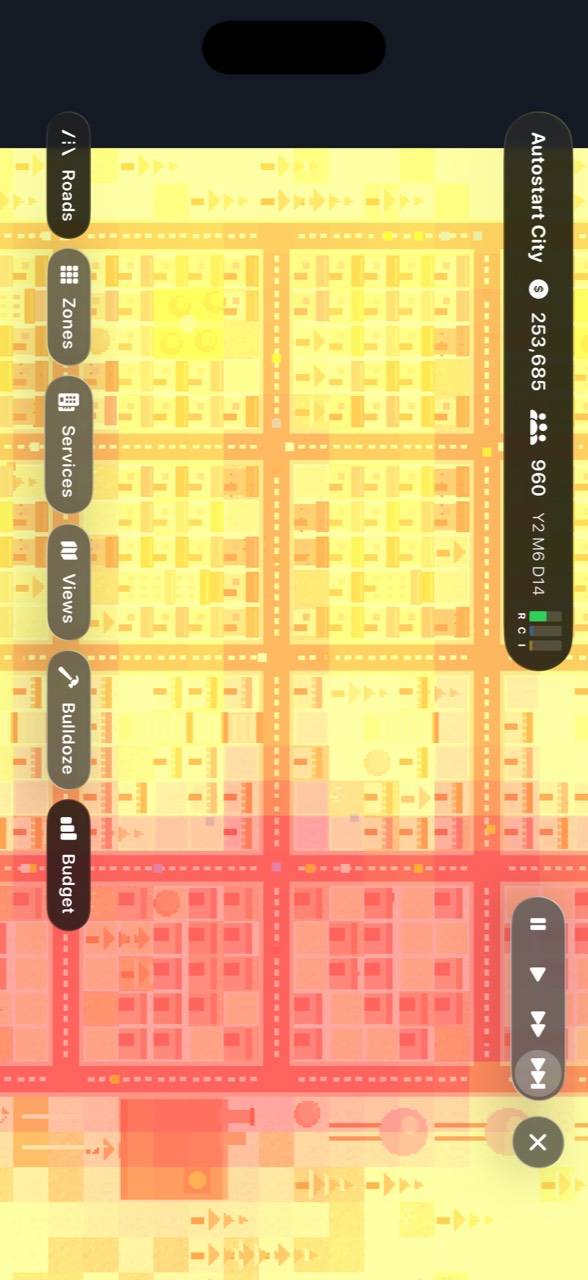 Autostart City $ 253,685 960 Y2 M6 D14
R C I
Roads
Zones
Services
Views
Bulldoze
Budget